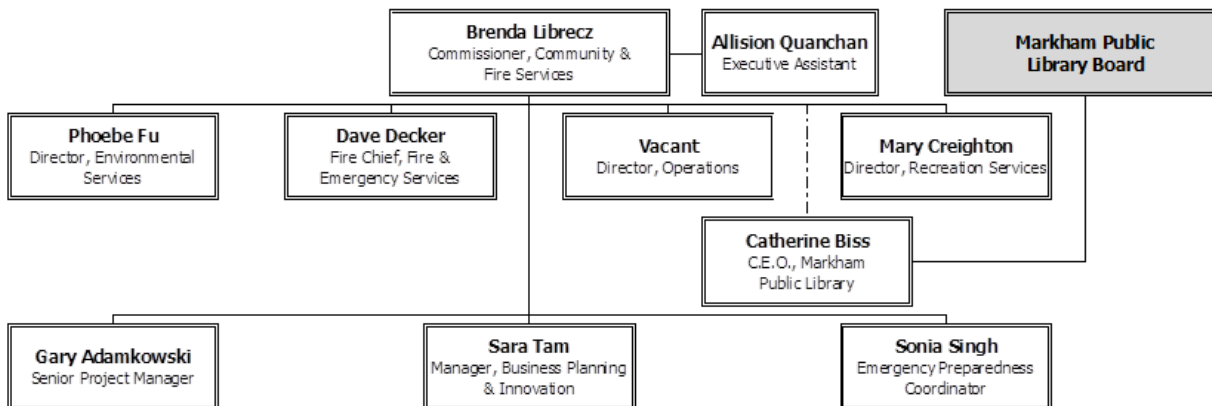 Brenda Librecz
Commissioner, Community &
Fire Services
Allision Quanchan
Executive Assistant
Markham Public
Library Board
Phoebe Fu
Director, Environmental
Services
Dave Decker
Fire Chief, Fire &
Emergency Services
Vacant
Director, Operations
Mary Creighton
Director, Recreation Services
Catherine Biss
C.E.O., Markham
Public Library
Gary Adamkowski
Senior Project Manager
Sara Tam
Manager, Business Planning
& Innovation
Sonia Singh
Emergency Preparedness
Coordinator